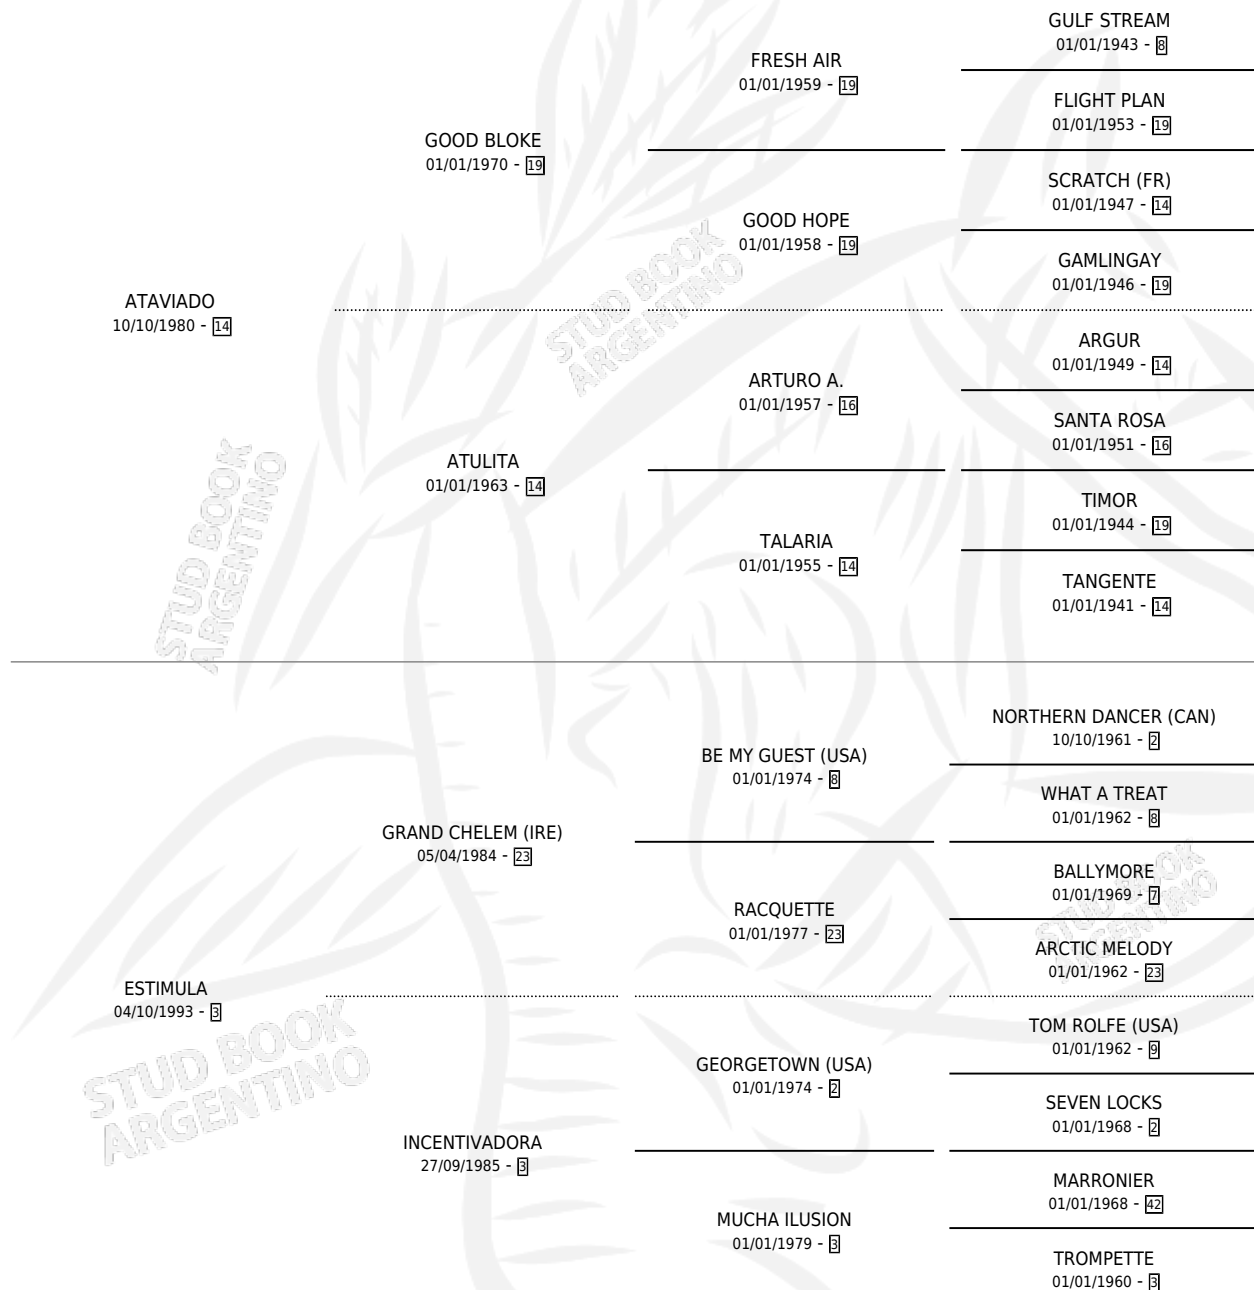 GULF STREAM
01/01/1943 - 8
FRESH AIR
01/01/1959 - 19
FLIGHT PLAN
01/01/1953 - 19
GOOD BLOKE
01/01/1970 - 19
SCRATCH (FR)
01/01/1947 - 14
GOOD HOPE
01/01/1958 - 19
GAMLINGAY
01/01/1946 - 19
ATAVIADO
10/10/1980 - 14
STUD BOOK
ARGENTINO
ARGUR
01/01/1949 - 14
ARTURO A.
01/01/1957 - 16
SANTA ROSA
01/01/1951 - 16
ATULITA
01/01/1963 - 14
TIMOR
01/01/1944 - 19
TALARIA
01/01/1955 - 14
TANGENTE
01/01/1941 - 14
STUD BOOK
ARGENTINO
NORTHERN DANCER (CAN)
10/10/1961 - 2
BE MY GUEST (USA)
01/01/1974 - 8
WHAT A TREAT
01/01/1962 - 8
GRAND CHELEM (IRE)
05/04/1984 - 23
BALLYMORE
01/01/1969 - 7
RACQUETTE
01/01/1977 - 23
STUD BOOK
ARGENTINO
ARCTIC MELODY
01/01/1962 - 23
ESTIMULA
04/10/1993 - 3
TOM ROLFE (USA)
01/01/1962 - 9
GEORGETOWN (USA)
01/01/1974 - 2
STUD BOOK
ARGENTINO
SEVEN LOCKS
01/01/1968 - 2
INCENTIVADORA
27/09/1985 - 3
MARRONIER
01/01/1968 - 42
MUCHA ILUSION
01/01/1979 - 3
TROMPETTE
01/01/1960 - 3